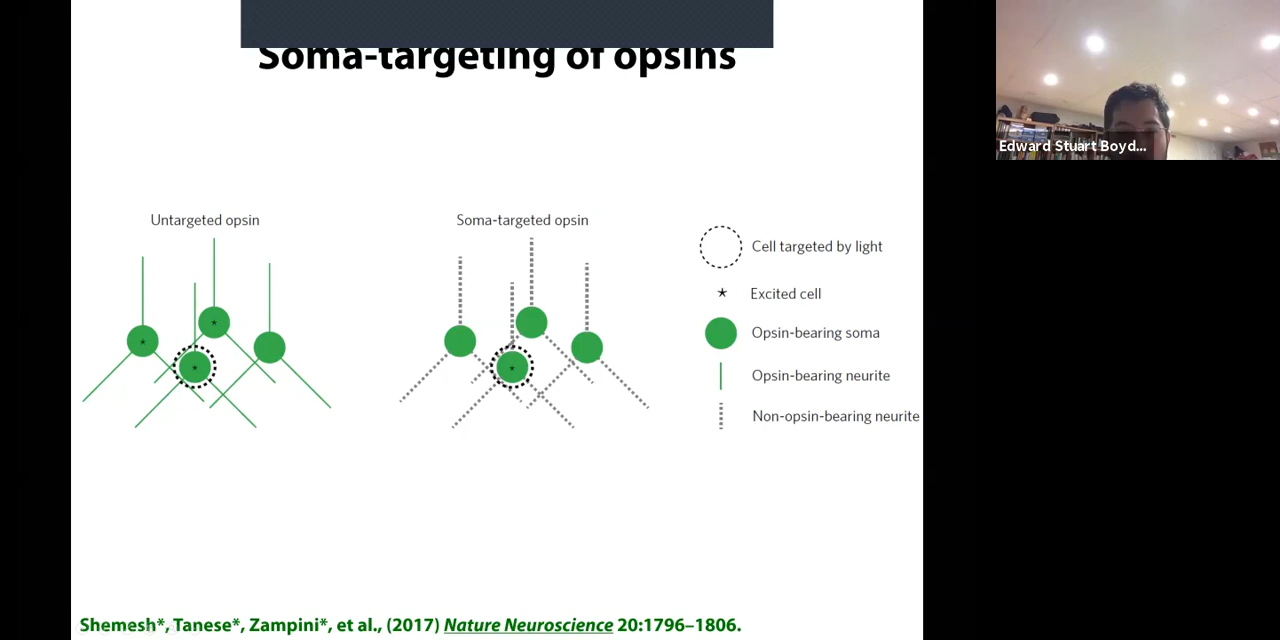 Soma-targeting of opsins
Edward Stuart Boyd...
Untargeted opsin
Soma-targeted opsin
Cell targeted by light
Excited cell
Opsin-bearing soma
Opsin-bearing neurite
Non-opsin-bearing neurite
Shemesh*, Tanese*, Zampini*, et al., (2017) Nature Neuroscience 20:1796–1806.